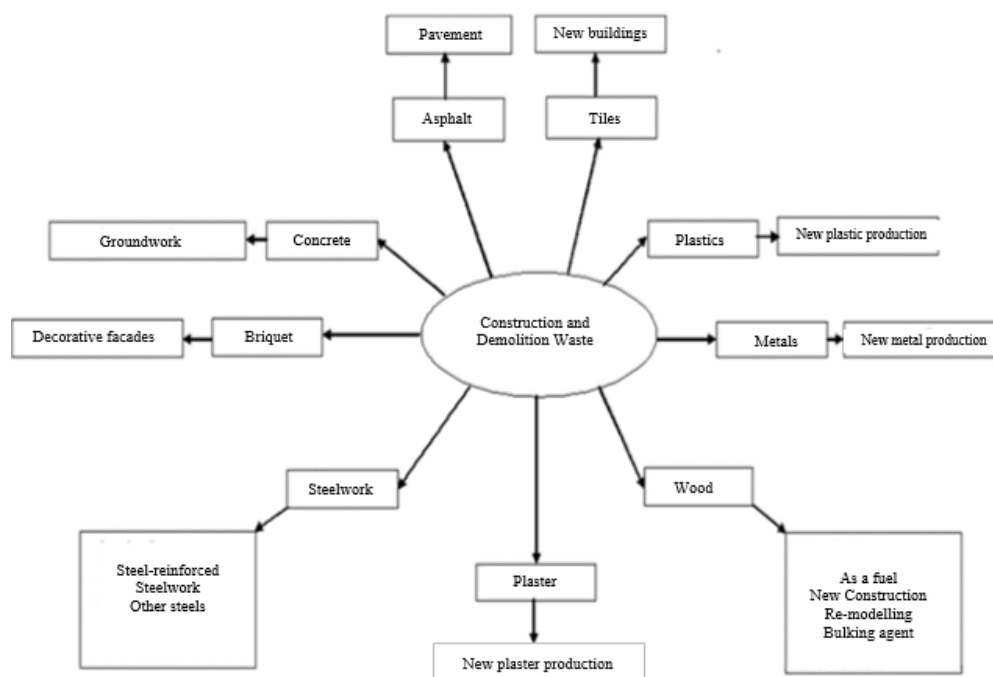 Pavement
New buildings
Asphalt
Tiles
Groundwork
Concrete
Plastics
New plastic production
Decorative facades
Briquet
Construction and
Demolition Waste
Metals
New metal production
Steelwork
Wood
Steel-reinforced
Steelwork
Other steels
Plaster
As a fuel
New Construction
Re-modelling
Bulking agent
New plaster production